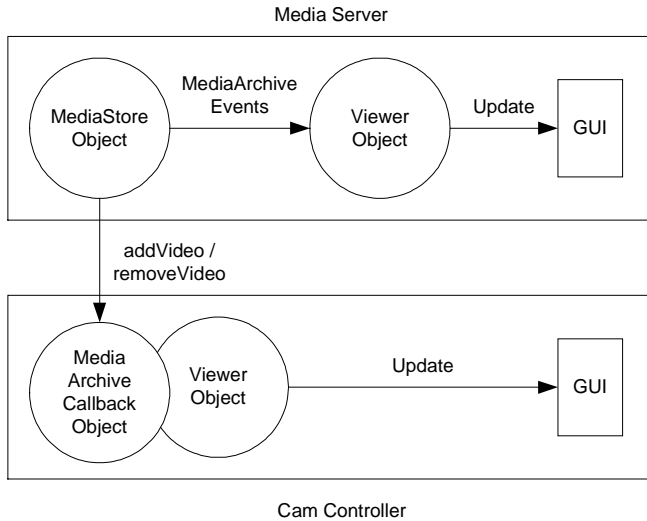 Media Server
MediaStore
Object
MediaArchive
Events
Viewer
Object
Update
GUI
addVideo /
removeVideo
Media
Archive
Callback
Object
Viewer
Object
Update
GUI
Cam Controller